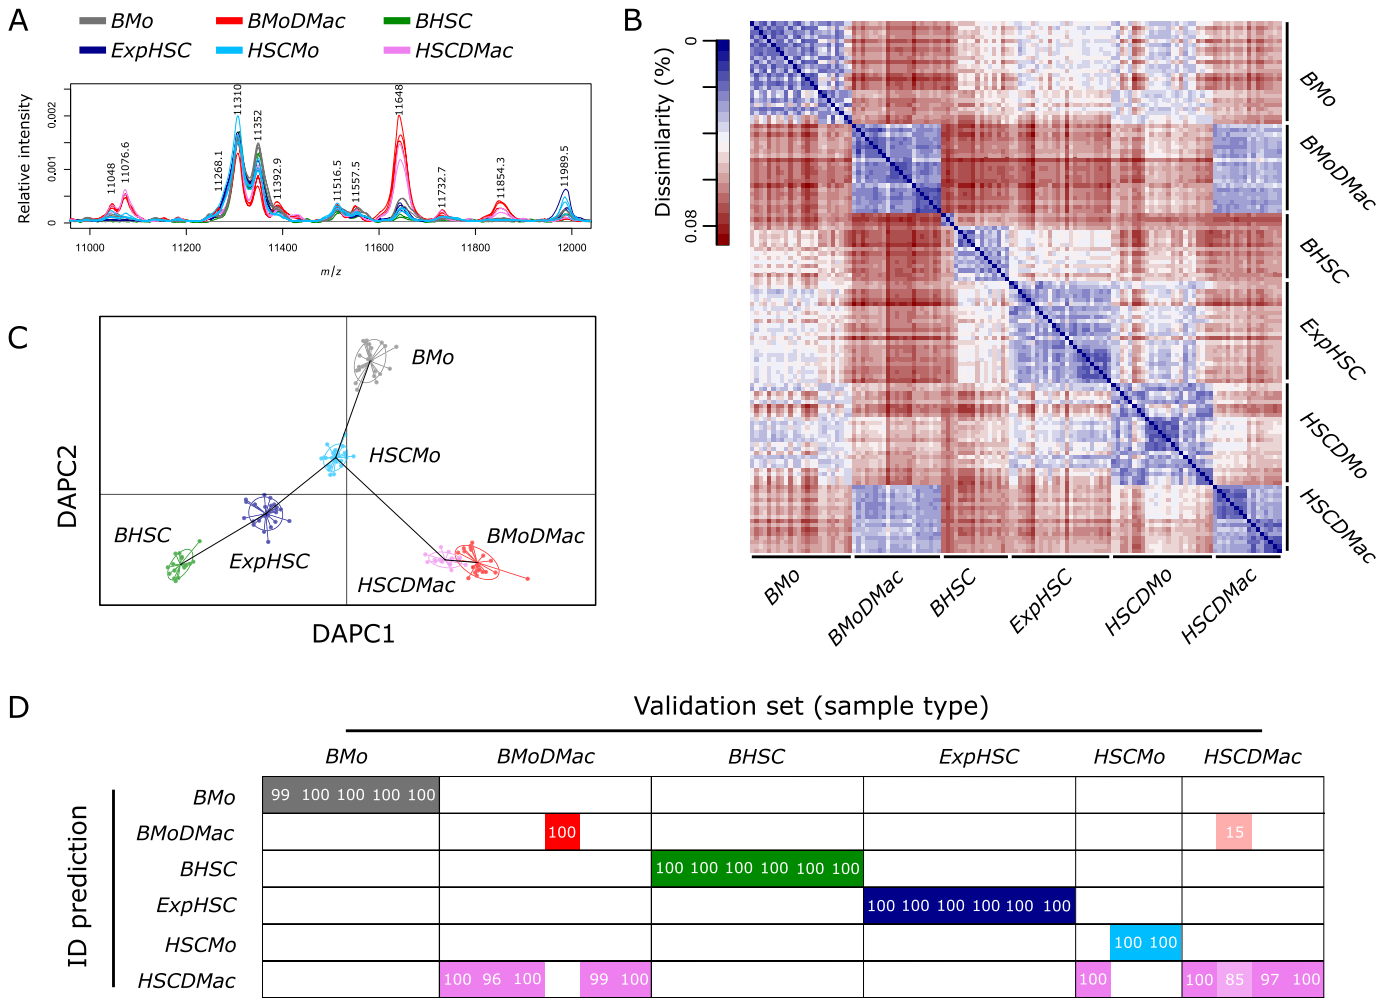 A
BMo BMoDMac BHSC
ExpHSC HSCMo HSCDMac
Relative intensity
0.002
0.001
0
11048
11076.6
11268.1
11310
11352
11392.9
11516.5
11557.5
11648
11732.7
11854.3
11989.5
11000 11200 11400 11600 11800 12000
m/z
B
Dissimilarity (%)
0
0.08
BMo
BMoDMac
BHSC
ExpHSC
HSCDMo
HSCDMac
BMo BMoDMac BHSC ExpHSC HSCDMo HSCDMac
C
DAPC2
BMo
HSCMo
BHSC
ExpHSC
BMoDMac
HSCDMac
DAPC1
D
Validation set (sample type)
BMo BMoDMac BHSC ExpHSC HSCMo HSCDMac
ID prediction
BMo 99 100 100 100 100
BMoDMac 100 15
BHSC 100 100 100 100 100 100
ExpHSC 100 100 100 100 100 100
HSCMo 100 100
HSCDMac 100 96 100 99 100 100 100 85 97 100